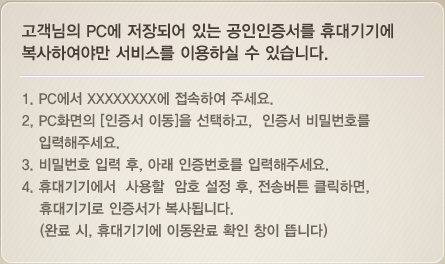 고객님의 PC에 저장되어 있는 공인인증서를 휴대기기에
복사하여야만 서비스를 이용하실 수 있습니다.
1. PC에서 XXXXXXXX에 접속하여 주세요.
2, PC화면의 [인증서 이동]을 선택하고, 인증서 비밀번호를
입력해주세요.
3. 비밀번호 입력 후, 아래 인증번호를 입력해주세요.
4. 휴대기기에서 사용할 암호 설정 후, 전송버튼 클릭하면,
휴대기기로 인증서가 복사됩니다.
(완료 시, 휴대기기에 이동완료 확인 창이 뜹니다)